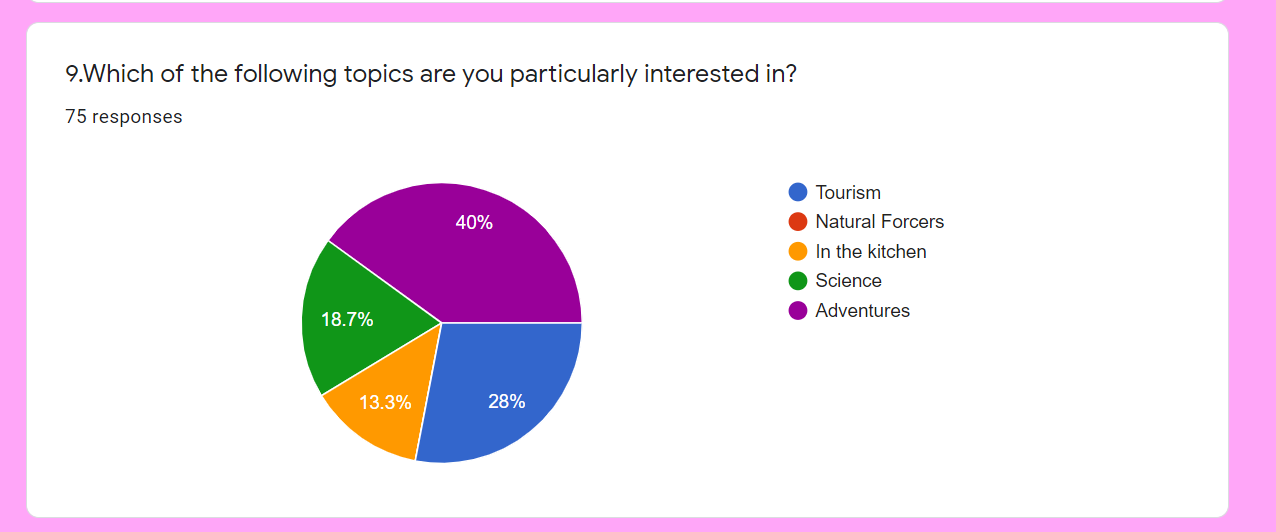 9.Which of the following topics are you particularly interested in?
75 responses
40%
18.7%
13.3%
28%
Tourism
Natural Forcers
In the kitchen
Science
Adventures